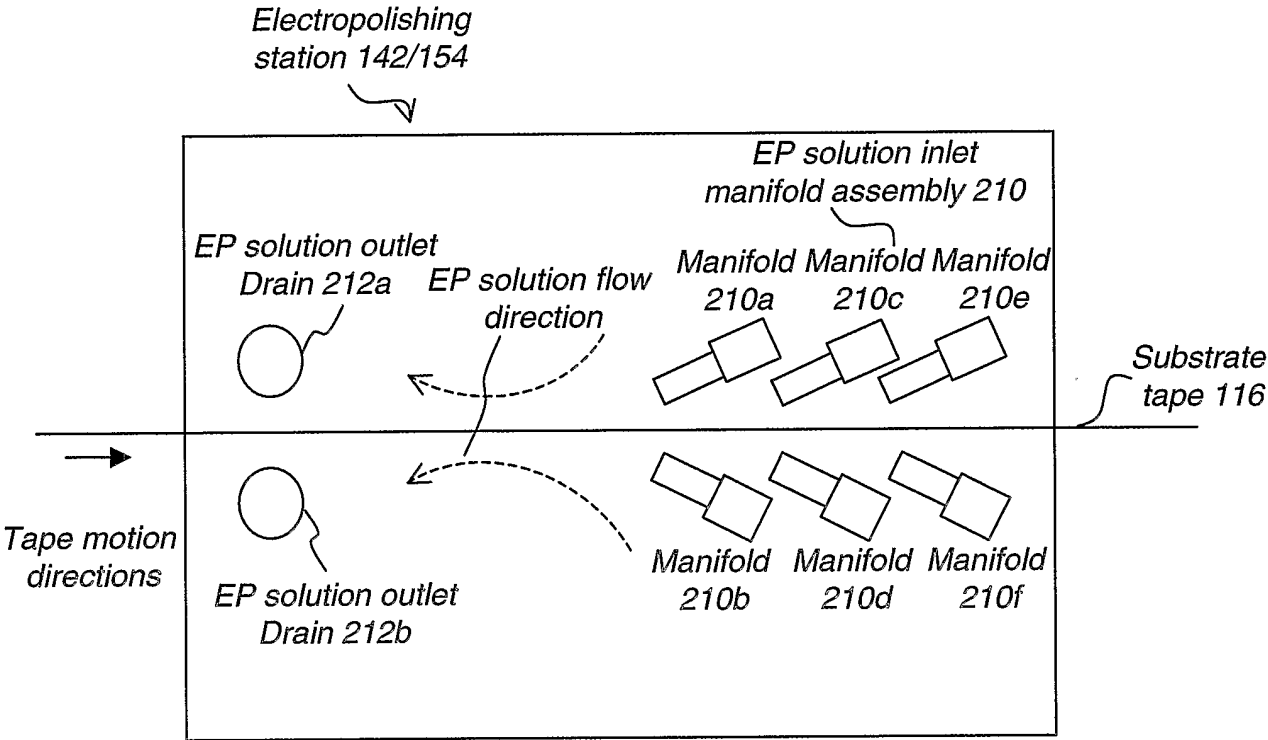 Electropolishing
station 142/154
EP solution inlet
manifold assembly 210
EP solution outlet
Drain 212a
EP solution flow
direction
Manifold
210a
Manifold
210c
Manifold
210e
Substrate
tape 116
Tape motion
directions
EP solution outlet
Drain 212b
Manifold
210b
Manifold
210d
Manifold
210f